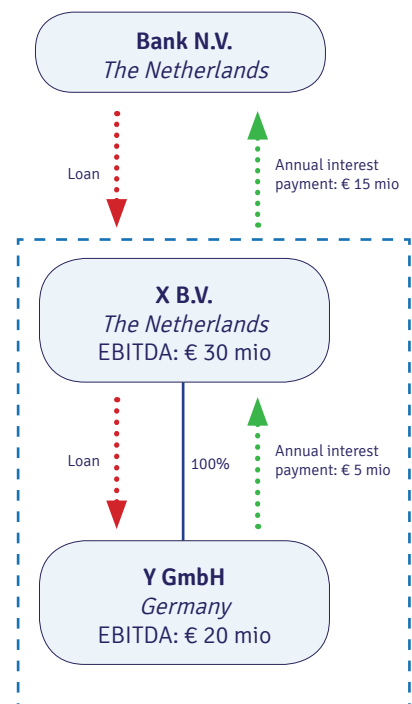 Bank N.V.
The Netherlands
Loan
Annual interest
payment: € 15 mio
X B.V.
The Netherlands
EBITDA: € 30 mio
Loan
100%
Annual interest
payment: € 5 mio
Y GmbH
Germany
EBITDA: € 20 mio